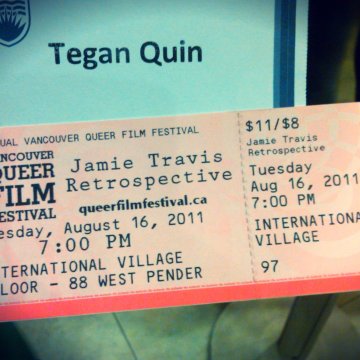 Tegan Quin
UAL VANCOUVER QUEER FILM FESTIVAL
VANCOUVER
QUEER
FILM
FESTIVAL
Jamie Travis
Retrospective
queerfilmfestival.ca
esday, August 16, 2011
7:00 PM
INTERNATIONAL VILLAGE
LOOR - 88 WEST PENDER
$11/$8
Jamie Travis
Retrospective
Tuesday
Aug 16, 2011
7:00 PM
INTERNATIONAL
VILLAGE
97